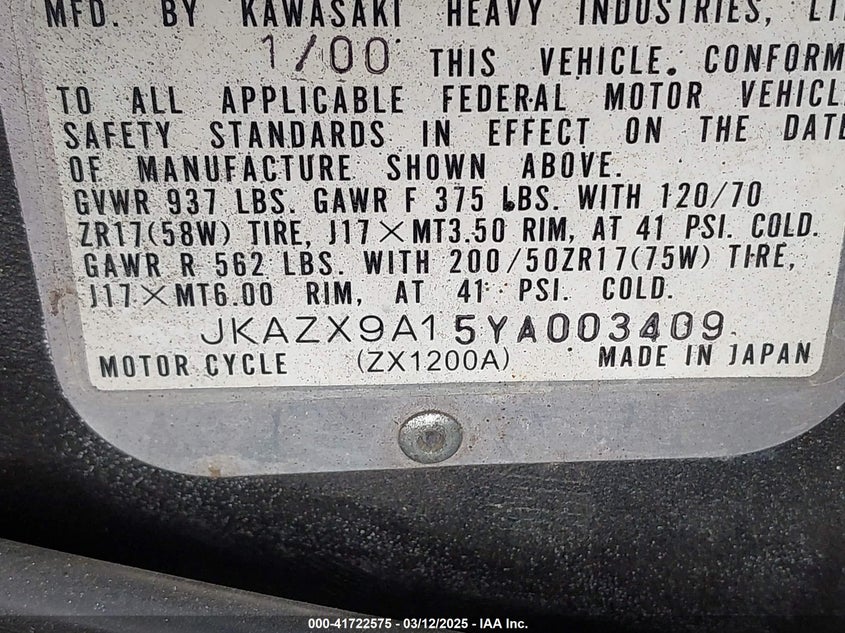 MFD. BY KAWASAKI HEAVY INDUSTRIES, LT
1/00 THIS VEHICLE. CONFORM
TO ALL APPLICABLE FEDERAL MOTOR VEHICL
SAFETY STANDARDS IN EFFECT ON THE DATE
OF MANUFACTURE SHOWN ABOVE.
GVWR 937 LBS. GAWR F 375 LBS. WITH 120/70
ZR17(58W) TIRE, J17×MT3.50 RIM, AT 41 PSI. COLD.
GAWR R 562 LBS. WITH 200/50ZR17(75W) TIRE,
J17×MT6.00 RIM, AT 41 PSI. COLD.
JKAZX9A15YA003409
MOTOR CYCLE (ZX1200A) MADE IN JAPAN
000-41722575 - 03/12/2025 - IAA Inc.